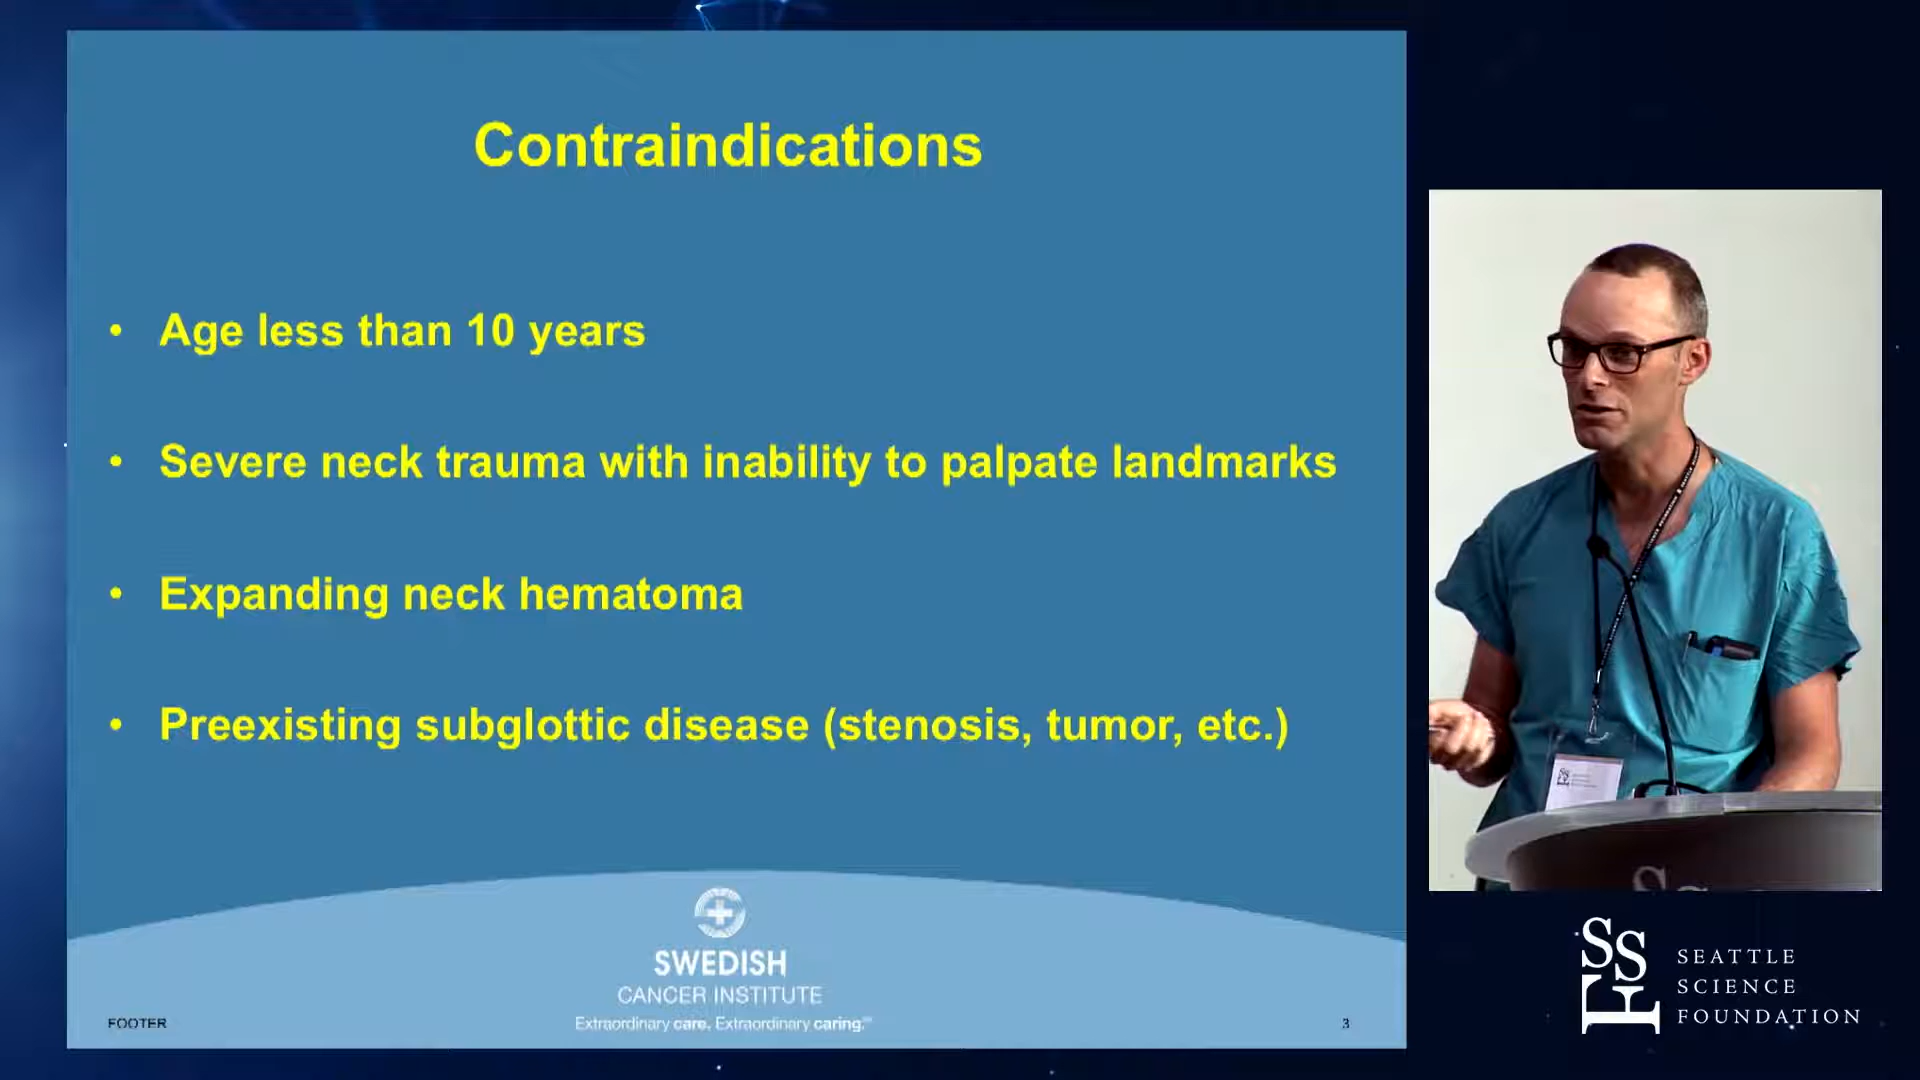 Contraindications
• Age less than 10 years
• Severe neck trauma with inability to palpate landmarks
• Expanding neck hematoma
• Preexisting subglottic disease (stenosis, tumor, etc.)
SWEDISH
CANCER INSTITUTE
Extraordinary care. Extraordinary caring.
FOOTER
3
SSF
SEATTLE
SCIENCE
FOUNDATION